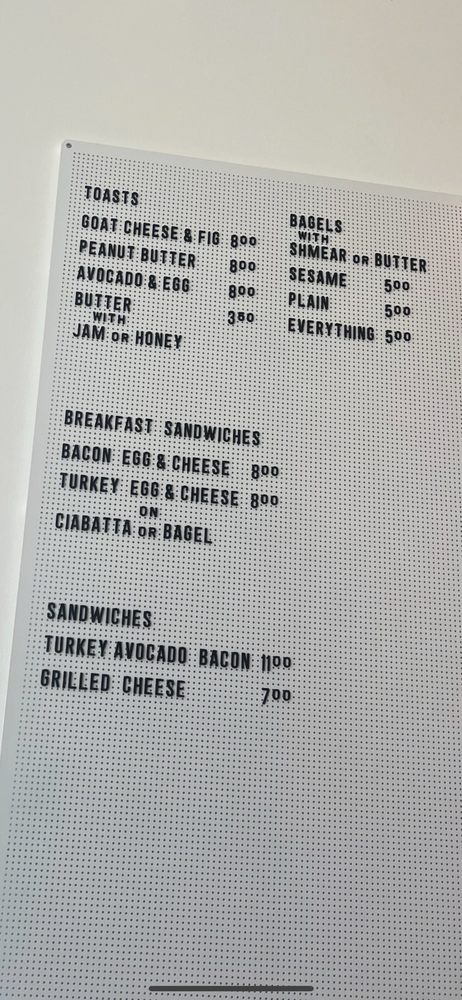 TOASTS
GOAT CHEESE & FIG 800
PEANUT BUTTER 800
AVOCADO & EGG 800
BUTTER 350
WITH
JAM OR HONEY
BAGELS
WITH
SHMEAR OR BUTTER
SESAME 500
PLAIN 500
EVERYTHING 500
BREAKFAST SANDWICHES
BACON EGG & CHEESE 800
TURKEY EGG & CHEESE 800
ON
CIABATTA OR BAGEL
SANDWICHES
TURKEY AVOCADO BACON 1100
GRILLED CHEESE 700